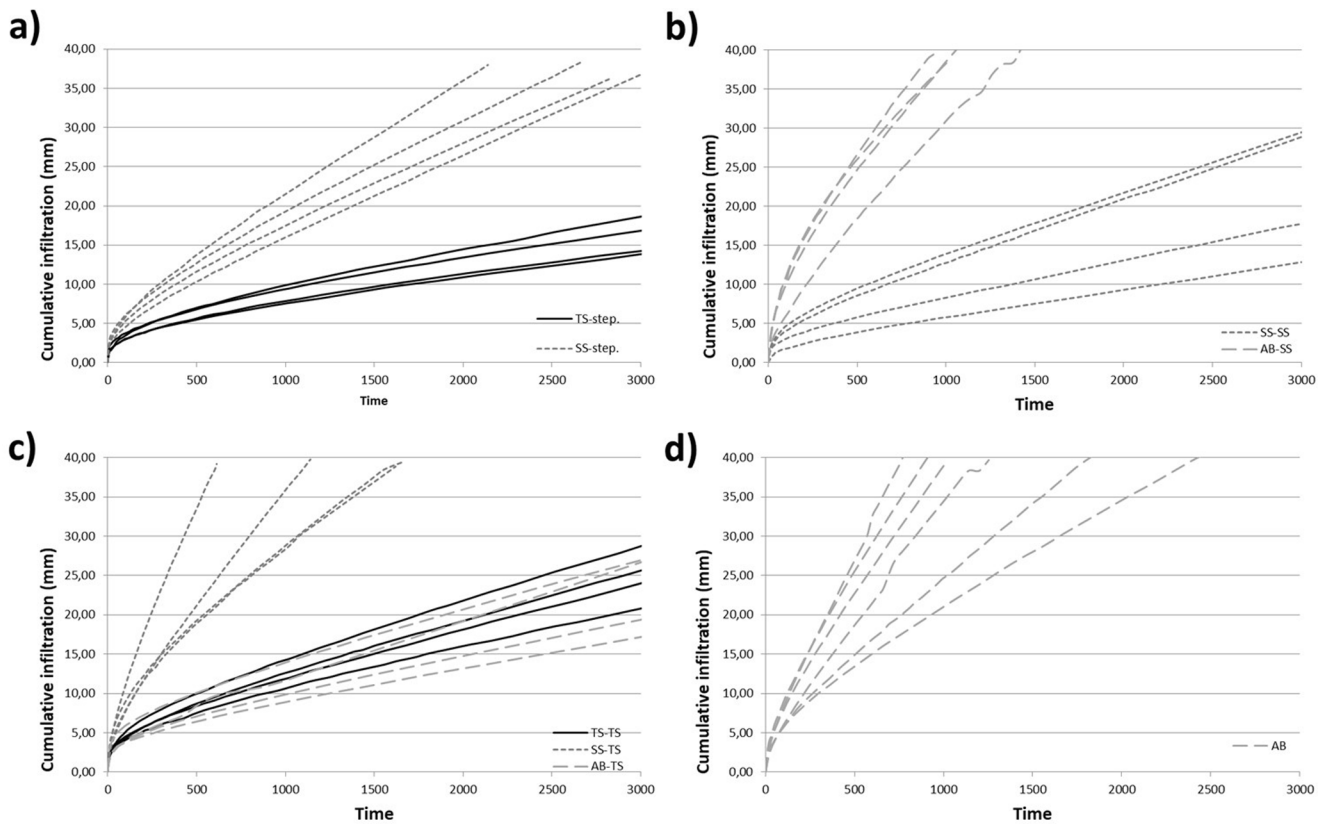 a)
Cumulative infiltration (mm)
40,00
35,00
30,00
25,00
20,00
15,00
10,00
5,00
0,00
TS-step.
SS-step.
0 500 1000 1500 2000 2500 3000
Time
b)
Cumulative infiltration (mm)
40,00
35,00
30,00
25,00
20,00
15,00
10,00
5,00
0,00
SS-SS
AB-SS
0 500 1000 1500 2000 2500 3000
Time
c)
Cumulative infiltration (mm)
40,00
35,00
30,00
25,00
20,00
15,00
10,00
5,00
0,00
TS-TS
SS-TS
AB-TS
0 500 1000 1500 2000 2500 3000
Time
d)
Cumulative infiltration (mm)
40,00
35,00
30,00
25,00
20,00
15,00
10,00
5,00
0,00
AB
0 500 1000 1500 2000 2500 3000
Time